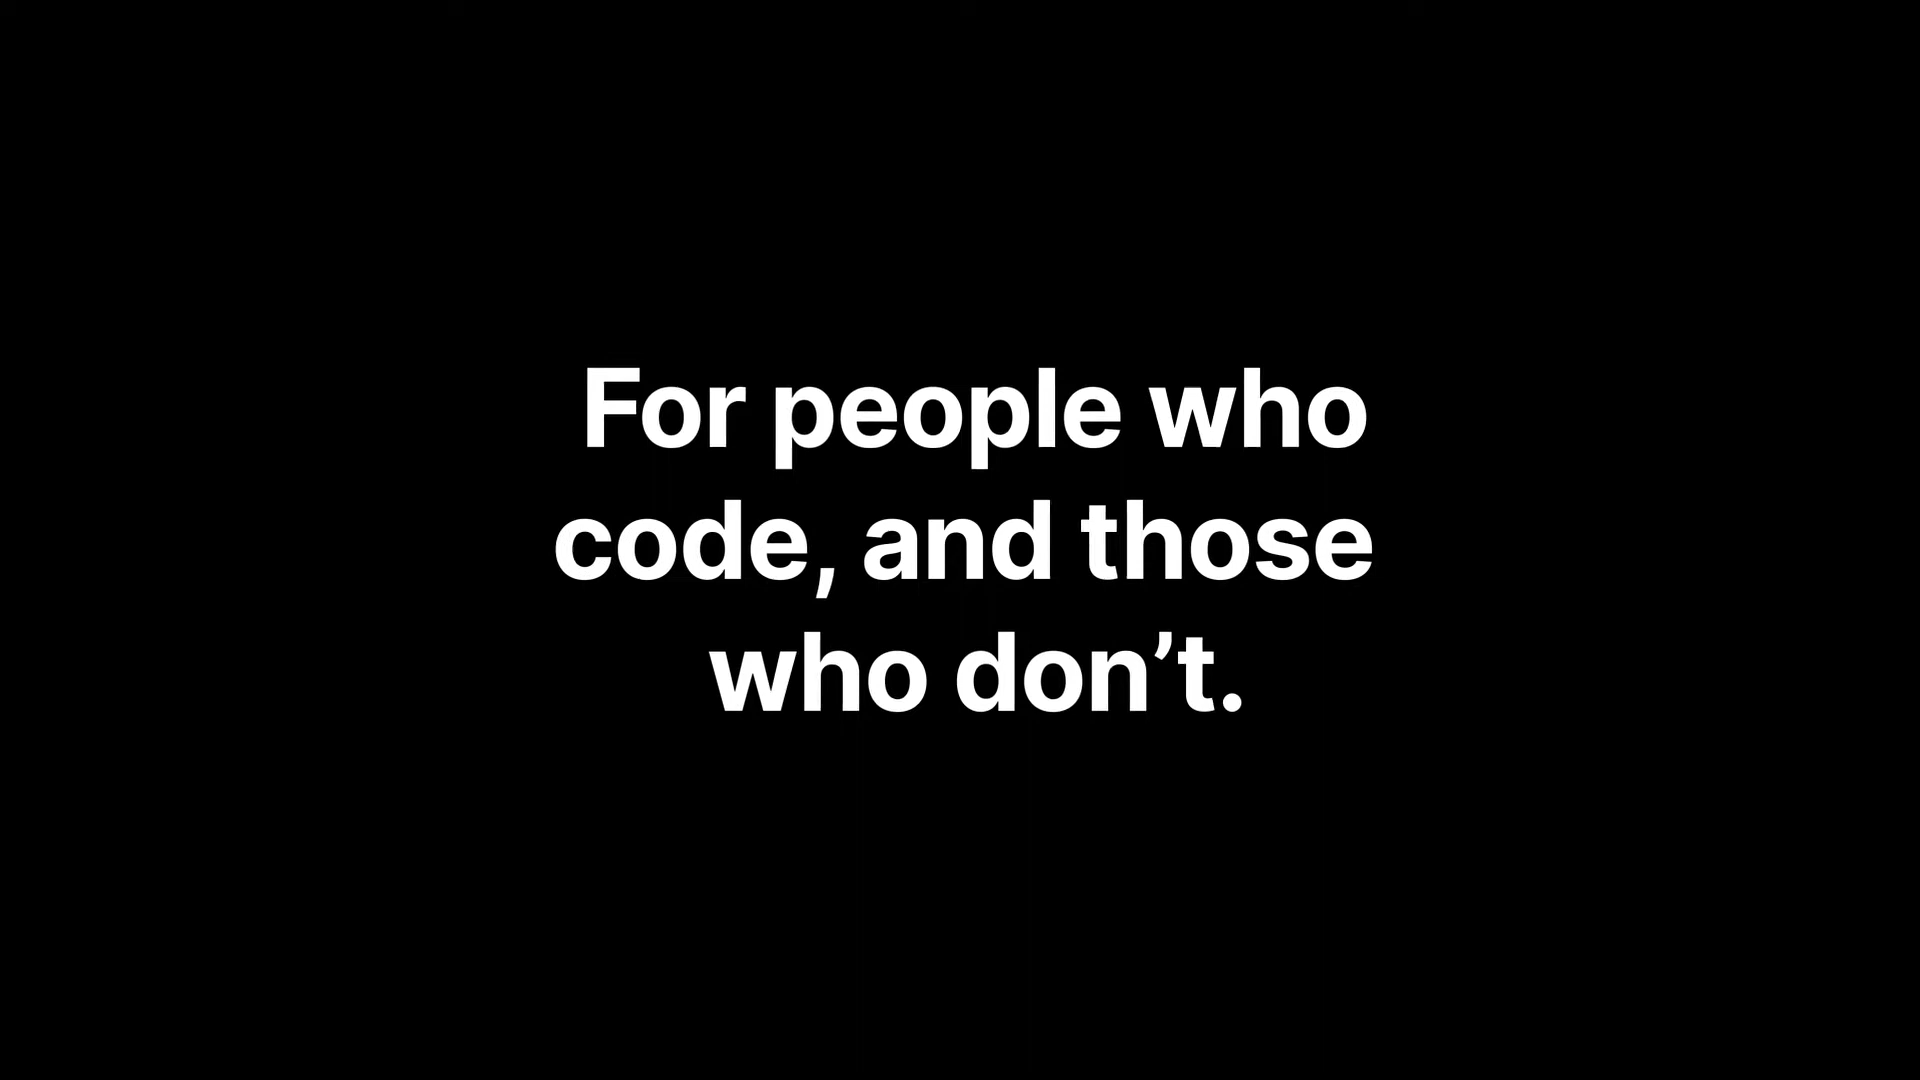 For people who
code, and those
who don’t.